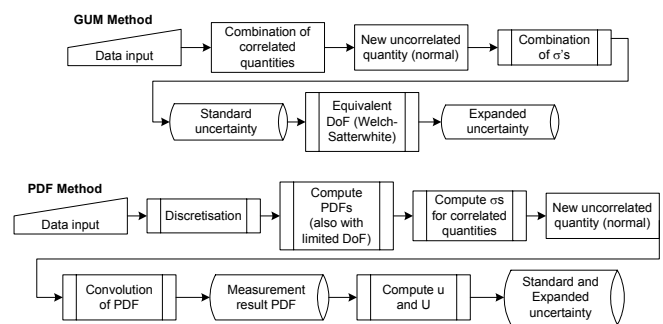 GUM Method
Data input
Combination of
correlated
quantities
New uncorrelated
quantity (normal)
Combination
of σ's
Standard
uncertainty
Equivalent
DoF (Welch-
Satterwhite)
Expanded
uncertainty
PDF Method
Data input
Discretisation
Compute
PDFs
(also with
limited DoF)
Compute σs
for correlated
quantities
New uncorrelated
quantity (normal)
Convolution
of PDF
Measurement
result PDF
Compute u
and U
Standard and
Expanded
uncertainty